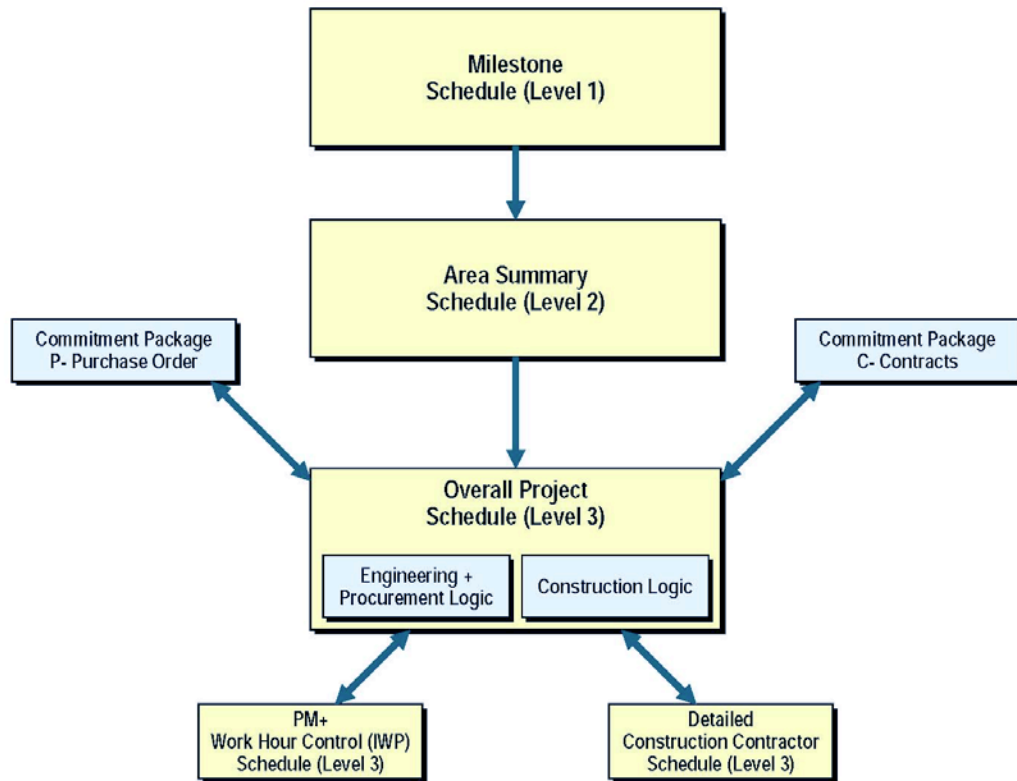 Milestone
Schedule (Level 1)
Area Summary
Schedule (Level 2)
Commitment Package
P- Purchase Order
Commitment Package
C- Contracts
Overall Project
Schedule (Level 3)
Engineering +
Procurement Logic
Construction Logic
PM+
Work Hour Control (IWP)
Schedule (Level 3)
Detailed
Construction Contractor
Schedule (Level 3)